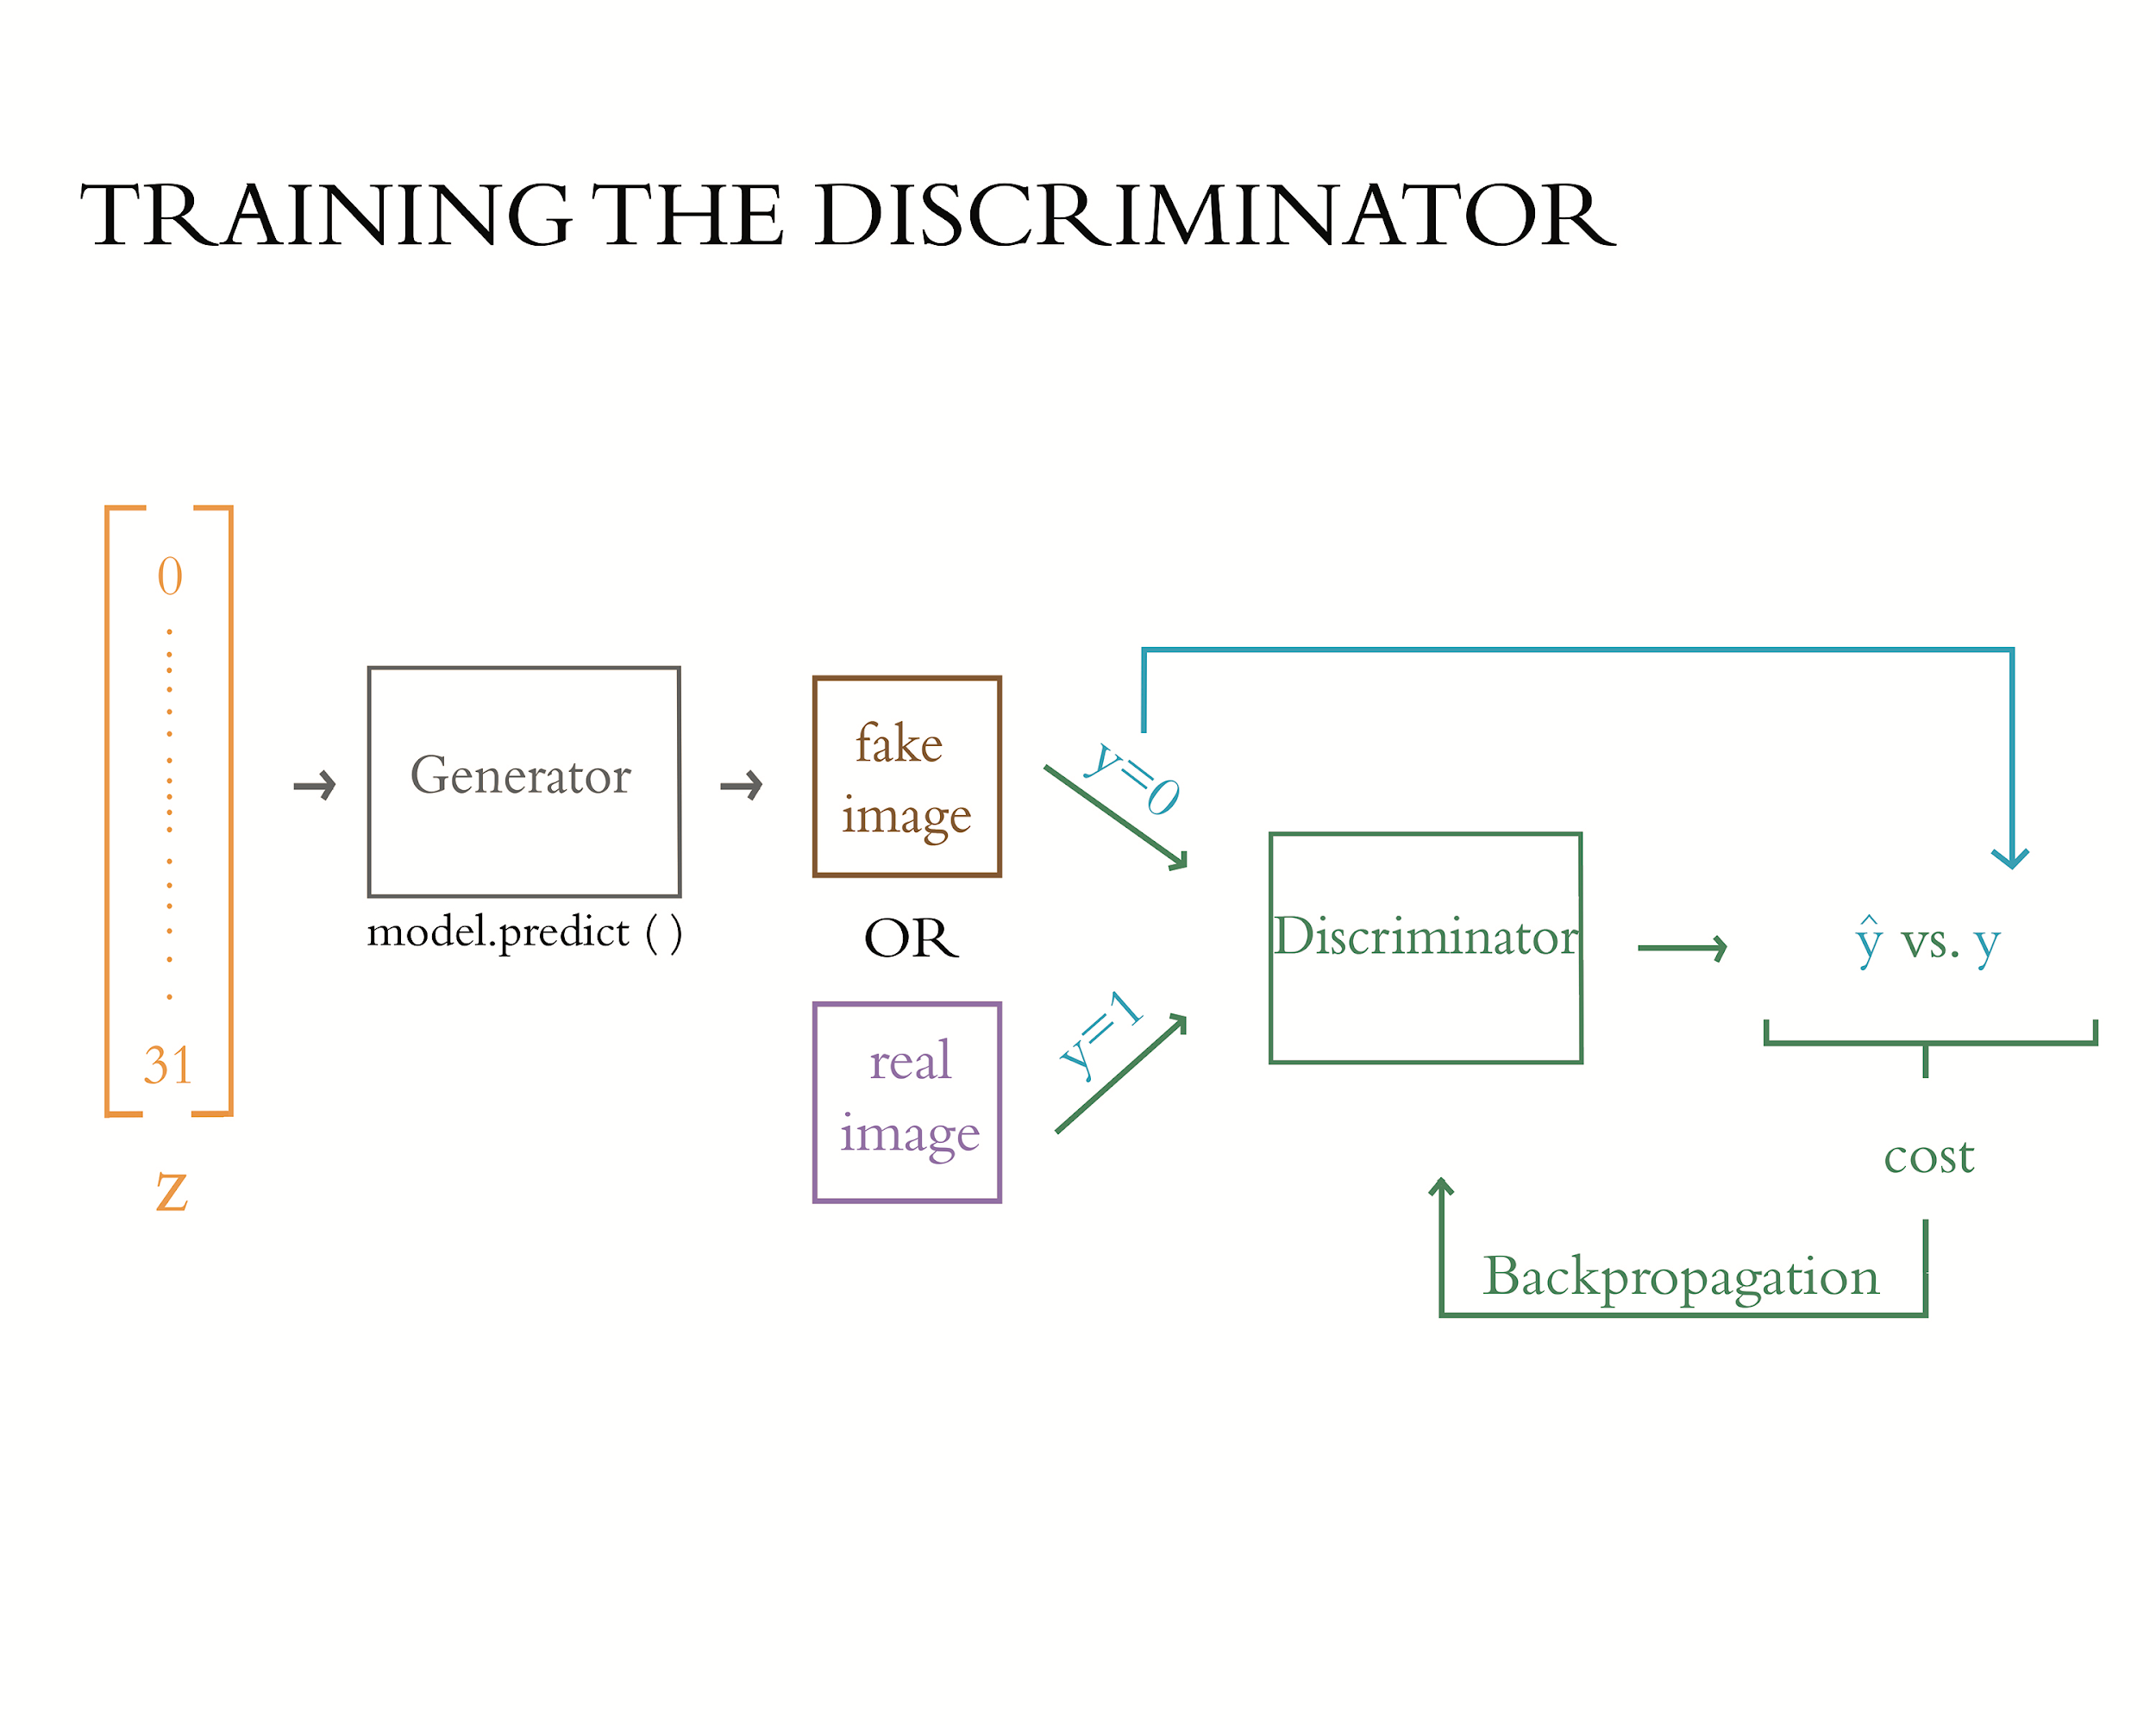 TRAINING THE DISCRIMINATOR
0
31
z
Generator
model.predict ( )
fake
image
OR
real
image
y=0
y=1
Discriminator
ŷ vs. y
cost
Backpropagation